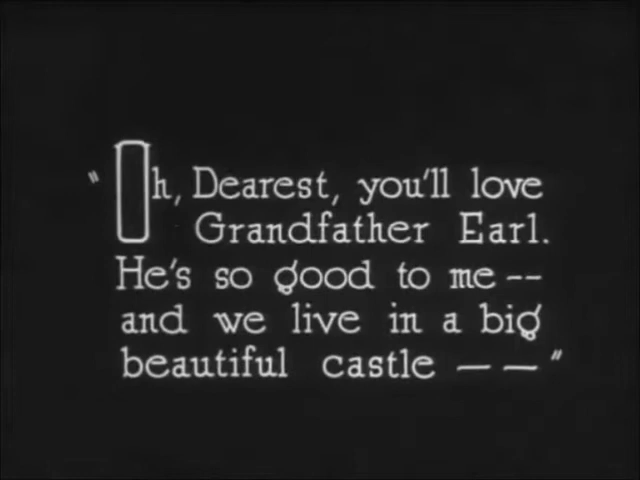 "Oh, Dearest, you'll love
Grandfather Earl.
He's so good to me --
and we live in a big
beautiful castle — —"